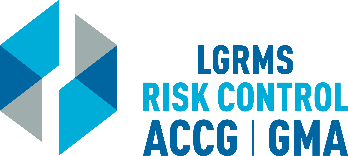 LGRMS
RISK CONTROL
ACCG | GMA